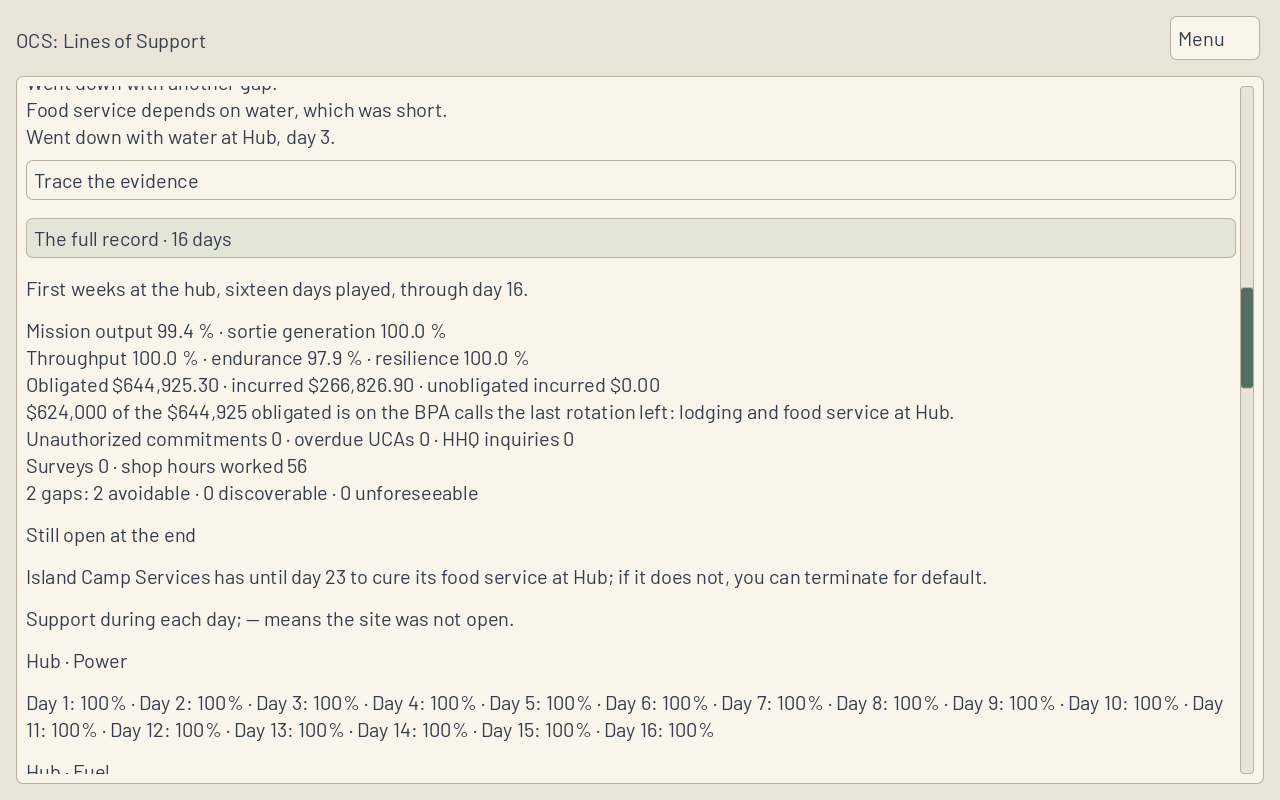 OCS: Lines of Support
Menu
Went down with another gap.
Food service depends on water, which was short.
Went down with water at Hub, day 3.
Trace the evidence
The full record · 16 days
First weeks at the hub, sixteen days played, through day 16.
Mission output 99.4 % · sortie generation 100.0 %
Throughput 100.0 % · endurance 97.9 % · resilience 100.0 %
Obligated $644,925.30 · incurred $266,826.90 · unobligated incurred $0.00
$624,000 of the $644,925 obligated is on the BPA calls the last rotation left: lodging and food service at Hub.
Unauthorized commitments 0 · overdue UCAs 0 · HHQ inquiries 0
Surveys 0 · shop hours worked 56
2 gaps: 2 avoidable · 0 discoverable · 0 unforeseeable
Still open at the end
Island Camp Services has until day 23 to cure its food service at Hub; if it does not, you can terminate for default.
Support during each day; — means the site was not open.
Hub · Power
Day 1: 100% · Day 2: 100% · Day 3: 100% · Day 4: 100% · Day 5: 100% · Day 6: 100% · Day 7: 100% · Day 8: 100% · Day 9: 100% · Day 10: 100% · Day
11: 100% · Day 12: 100% · Day 13: 100% · Day 14: 100% · Day 15: 100% · Day 16: 100%
Hub · Fuel